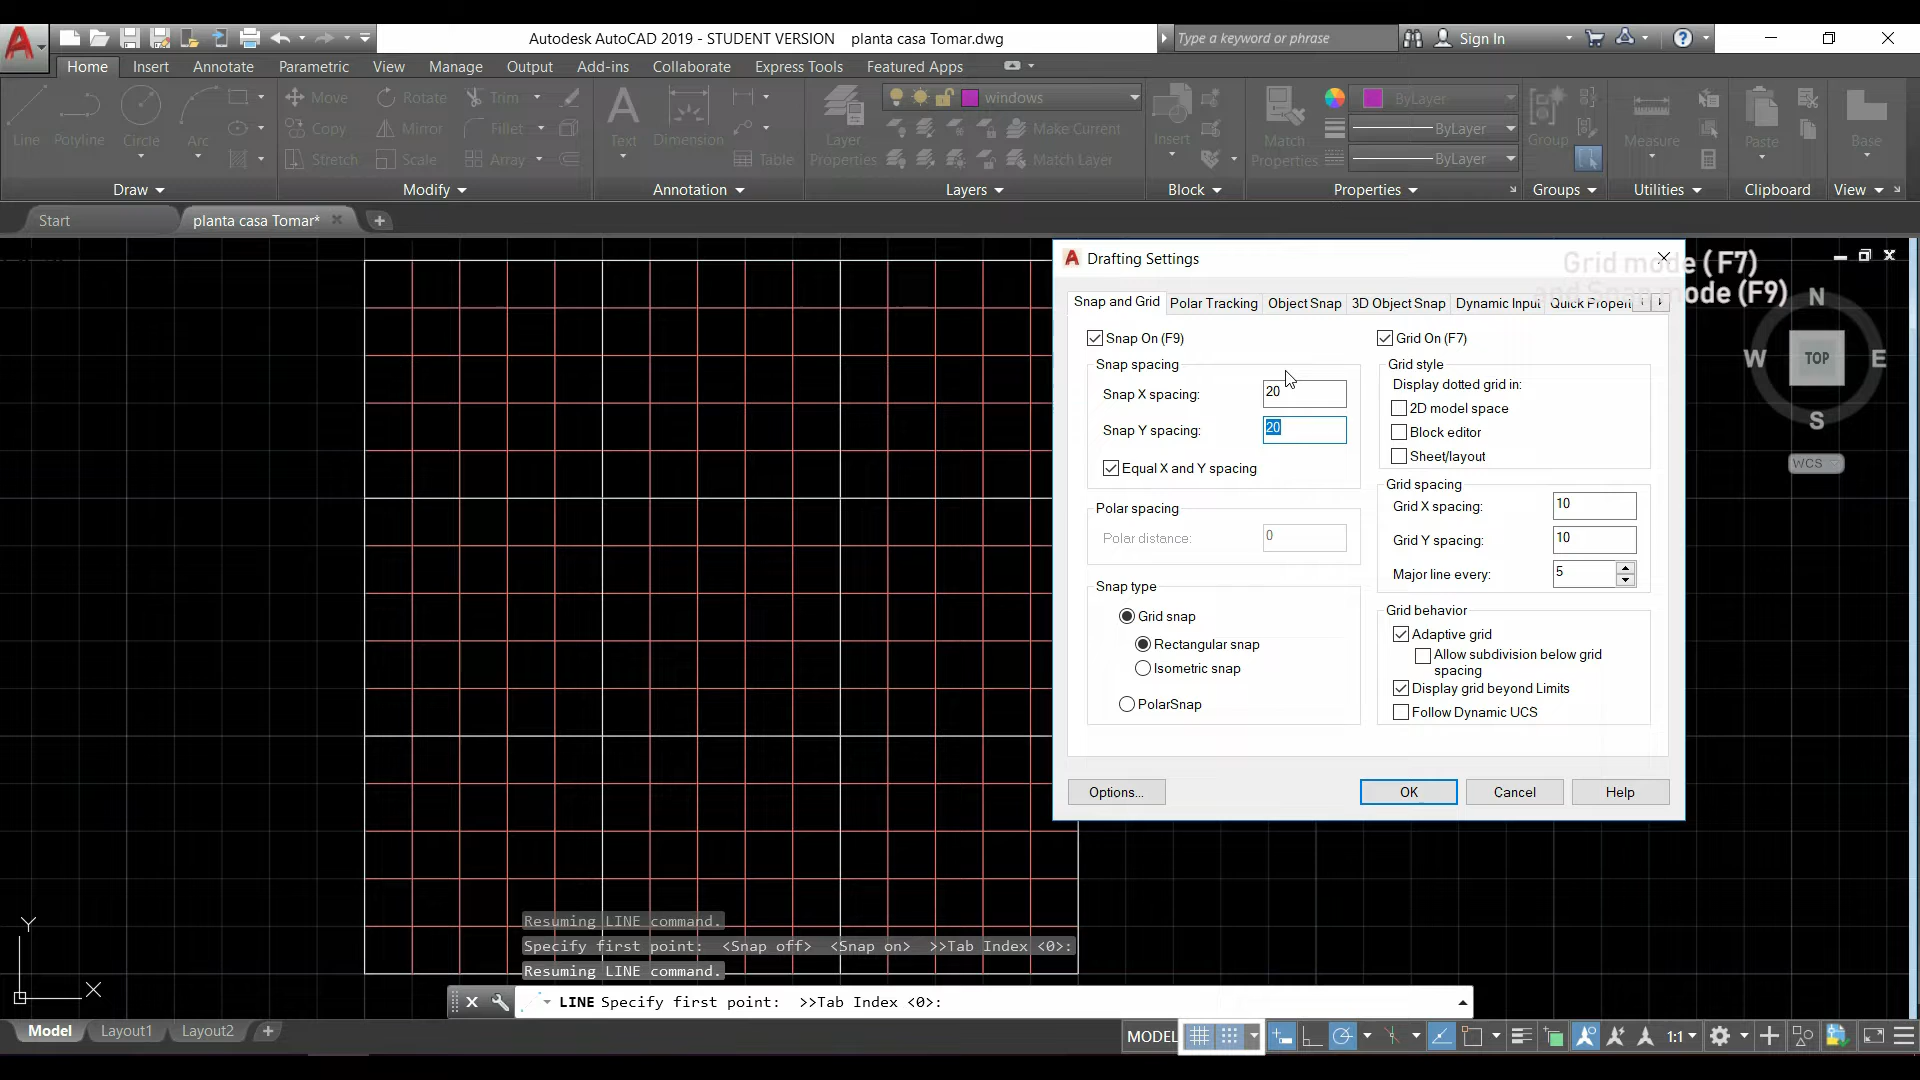 Autodesk AutoCAD 2019 - STUDENT VERSION planta casa Tomar.dwg
Type a keyword or phrase
Sign In
Home Insert Annotate Parametric View Manage Output Add-ins Collaborate Express Tools Featured Apps
Line Polyline Circle Arc
Move Rotate Trim
Copy Mirror Fillet
Stretch Scale Array
Text Dimension Table
Layer Properties
windows
Make Current
Match Layer
Insert
Match Properties
ByLayer
ByLayer
ByLayer
Group
Measure
Paste
Base
Draw Modify Annotation Layers Block Properties Groups Utilities Clipboard View
Start planta casa Tomar*
Grid mode (F7)
ode (F9)
N
W TOP E
S
WCS
Drafting Settings
Snap and Grid Polar Tracking Object Snap 3D Object Snap Dynamic Input Quick Propert
Snap On (F9)
Snap spacing
Snap X spacing: 20
Snap Y spacing: 20
Equal X and Y spacing
Polar spacing
Polar distance: 0
Snap type
Grid snap
Rectangular snap
Isometric snap
PolarSnap
Grid On (F7)
Grid style
Display dotted grid in:
2D model space
Block editor
Sheet/layout
Grid spacing
Grid X spacing: 10
Grid Y spacing: 10
Major line every: 5
Grid behavior
Adaptive grid
Allow subdivision below grid
spacing
Display grid beyond Limits
Follow Dynamic UCS
Options... OK Cancel Help
Y
X
Resuming LINE command.
Specify first point: <Snap off> <Snap on> >>Tab Index <0>:
Resuming LINE command.
LINE Specify first point: >>Tab Index <0>:
Model Layout1 Layout2
MODEL 1:1